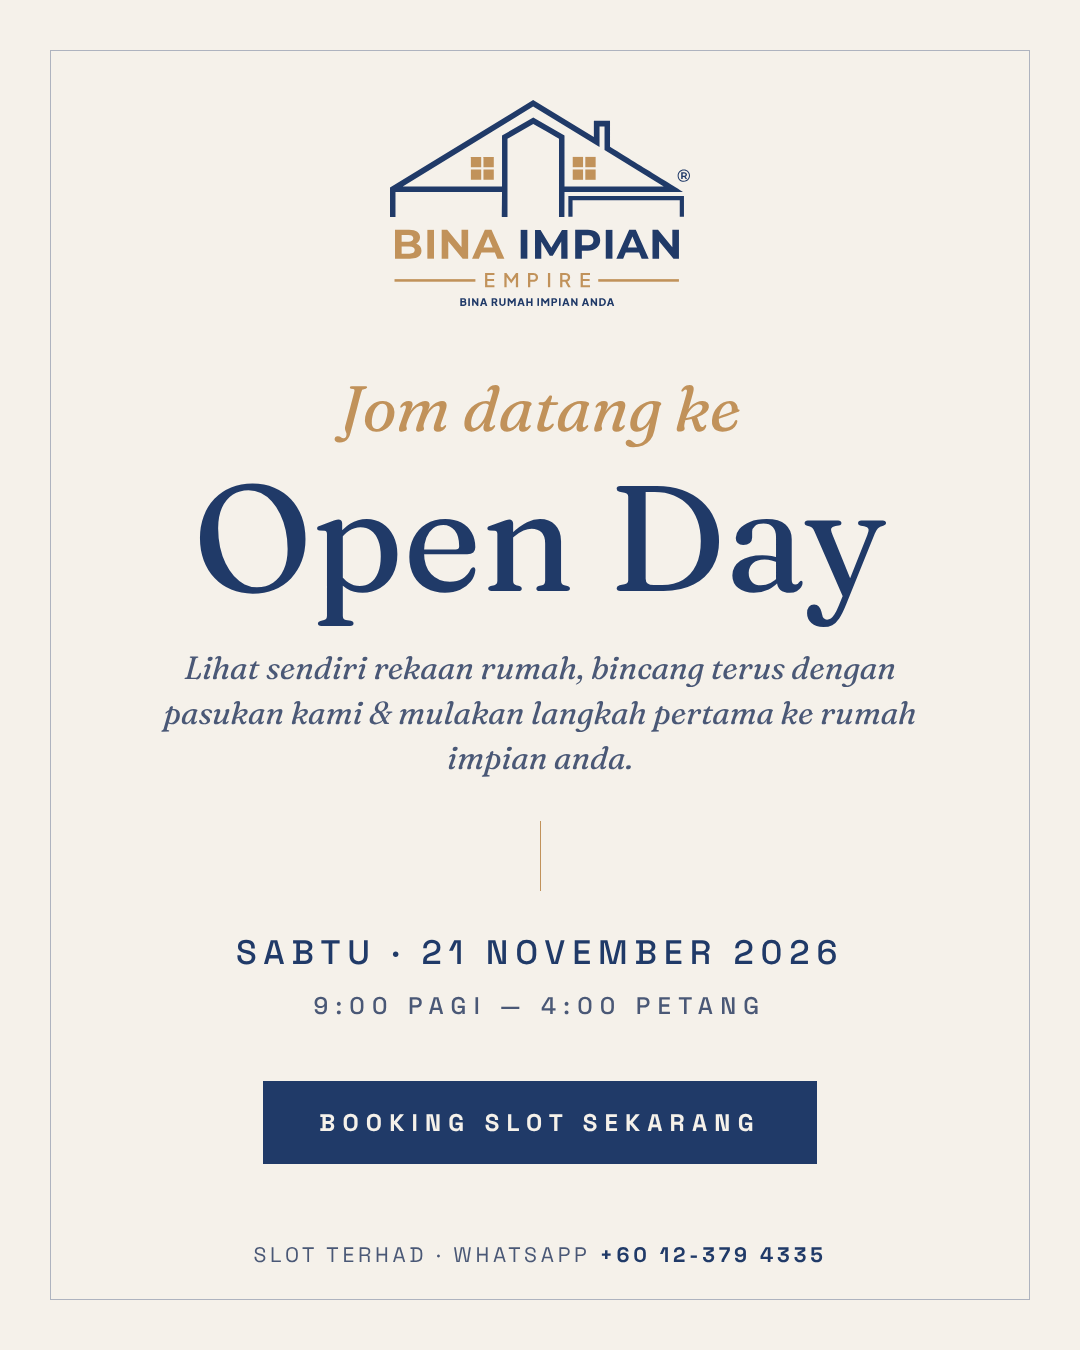 ®
BINA IMPIAN
EMPIRE
BINA RUMAH IMPIAN ANDA
Jom datang ke
Open Day
Lihat sendiri rekaan rumah, bincang terus dengan
pasukan kami & mulakan langkah pertama ke rumah
impian anda.
SABTU · 21 NOVEMBER 2026
9:00 PAGI — 4:00 PETANG
BOOKING SLOT SEKARANG
SLOT TERHAD · WHATSAPP +60 12-379 4335